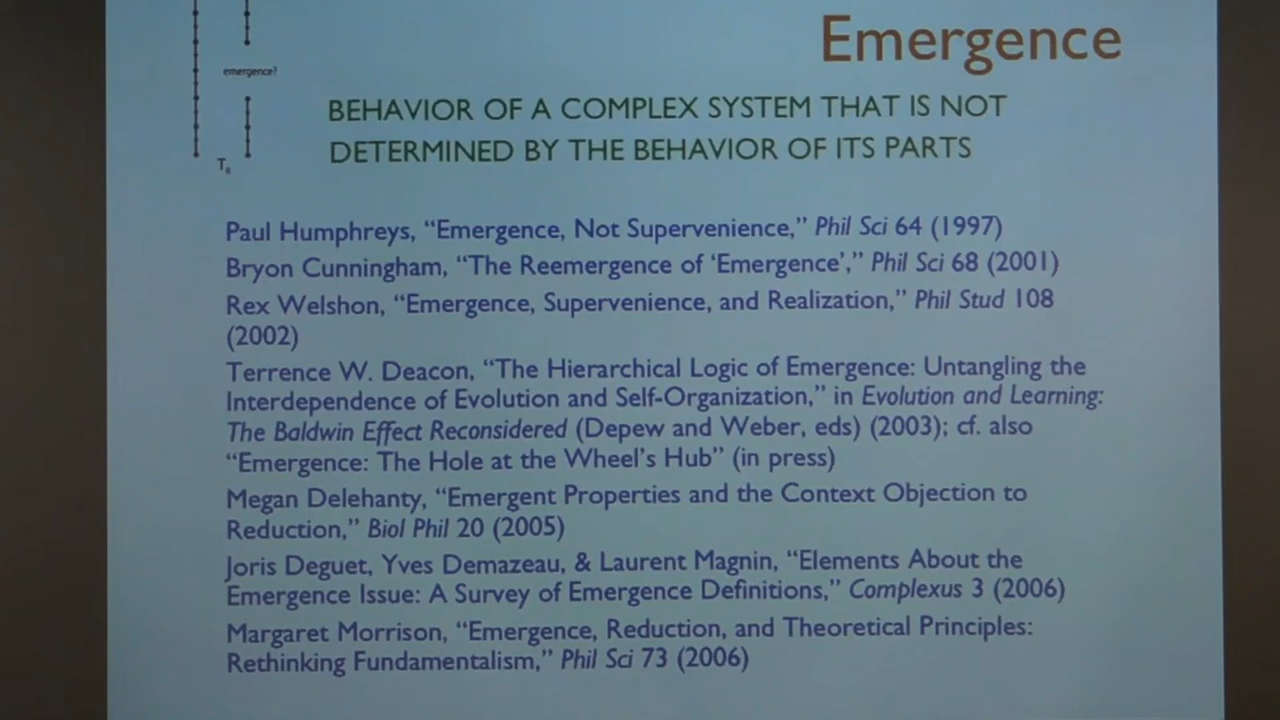 Emergence
emergence?
BEHAVIOR OF A COMPLEX SYSTEM THAT IS NOT
DETERMINED BY THE BEHAVIOR OF ITS PARTS
Paul Humphreys, “Emergence, Not Supervenience,” Phil Sci 64 (1997)
Bryon Cunningham, “The Reemergence of ‘Emergence’,” Phil Sci 68 (2001)
Rex Welshon, “Emergence, Supervenience, and Realization,” Phil Stud 108
(2002)
Terrence W. Deacon, “The Hierarchical Logic of Emergence: Untangling the
Interdependence of Evolution and Self-Organization,” in Evolution and Learning:
The Baldwin Effect Reconsidered (Depew and Weber, eds) (2003); cf. also
“Emergence: The Hole at the Wheel’s Hub” (in press)
Megan Delehanty, “Emergent Properties and the Context Objection to
Reduction,” Biol Phil 20 (2005)
Joris Deguet, Yves Demazeau, & Laurent Magnin, “Elements About the
Emergence Issue: A Survey of Emergence Definitions,” Complexus 3 (2006)
Margaret Morrison, “Emergence, Reduction, and Theoretical Principles:
Rethinking Fundamentalism,” Phil Sci 73 (2006)